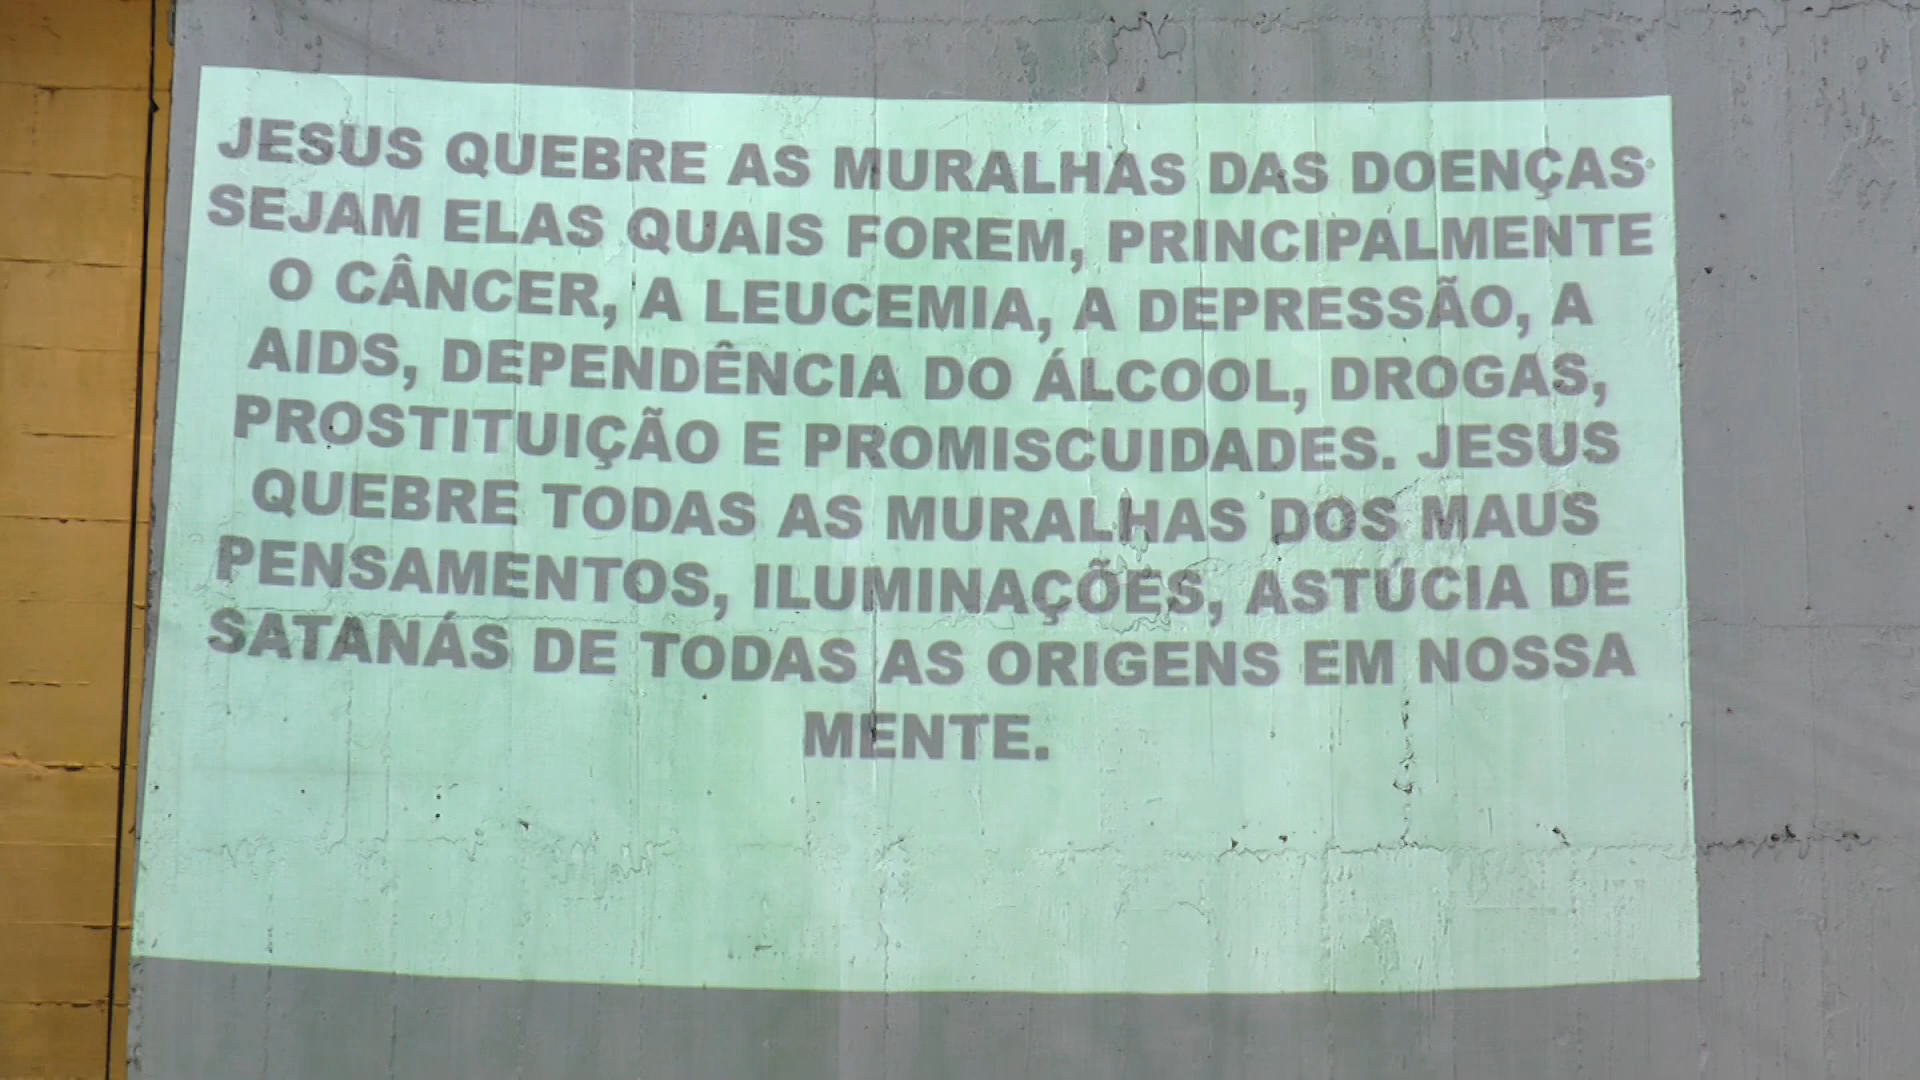 JESUS QUEBRE AS MURALHAS DAS DOENÇAS
SEJAM ELAS QUAIS FOREM, PRINCIPALMENTE
O CÂNCER, A LEUCEMIA, A DEPRESSÃO, A
AIDS, DEPENDÊNCIA DO ÁLCOOL, DROGAS,
PROSTITUIÇÃO E PROMISCUIDADES. JESUS
QUEBRE TODAS AS MURALHAS DOS MAUS
PENSAMENTOS, ILUMINAÇÕES, ASTÚCIA DE
SATANÁS DE TODAS AS ORIGENS EM NOSSA
MENTE.